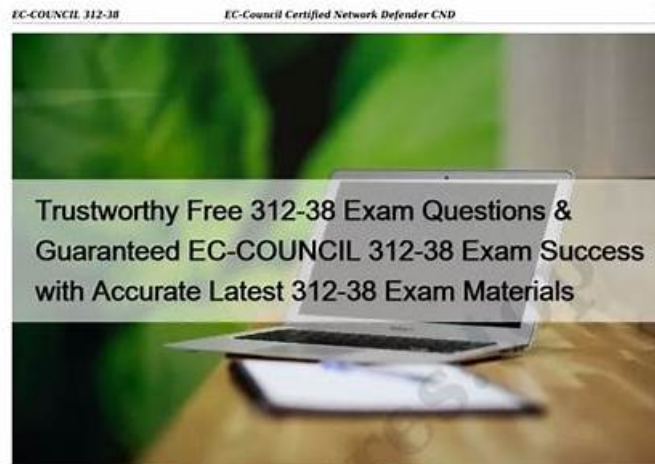 EC-COUNCIL 312-38 EC-Council Certified Network Defender CND
Trustworthy Free 312-38 Exam Questions &
Guaranteed EC-COUNCIL 312-38 Exam Success
with Accurate Latest 312-38 Exam Materials